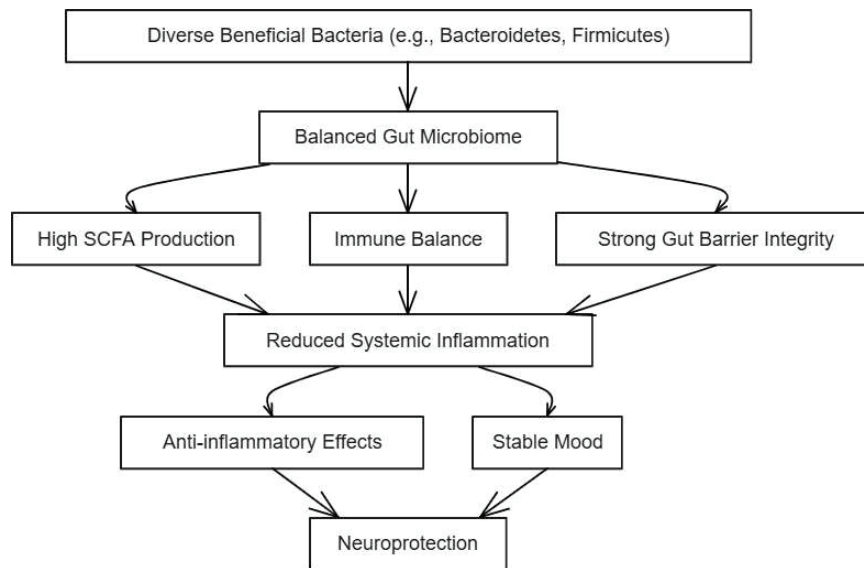 Diverse Beneficial Bacteria (e.g., Bacteroidetes, Firmicutes)
Balanced Gut Microbiome
High SCFA Production
Immune Balance
Strong Gut Barrier Integrity
Reduced Systemic Inflammation
Anti-inflammatory Effects
Stable Mood
Neuroprotection